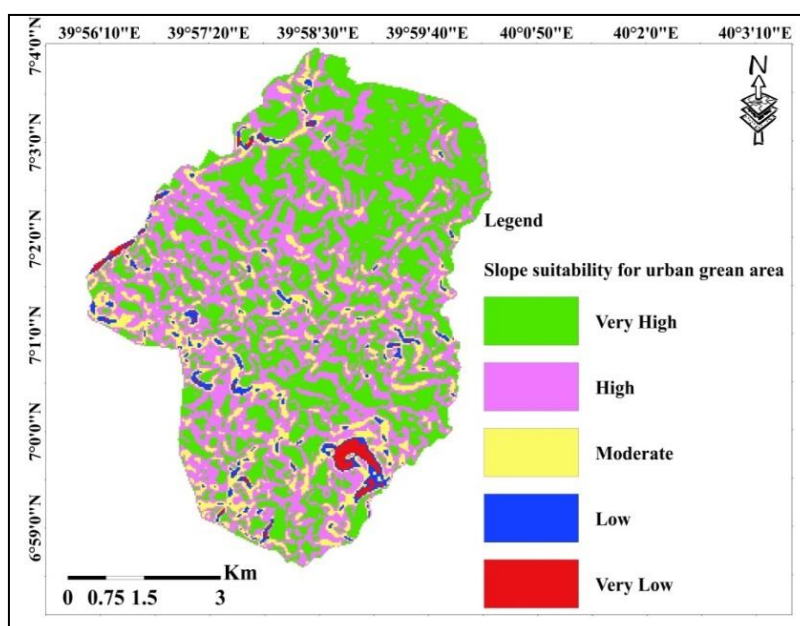 39°56'10"E 39°57'20"E 39°58'30"E 39°59'40"E 40°0'50"E 40°2'0"E 40°3'10"E
7°4'0"N
7°3'0"N
7°2'0"N
7°1'0"N
7°0'0"N
6°59'0"N
N
Legend
Slope suitability for urban grean area
Very High
High
Moderate
Low
Very Low
Km
0 0.75 1.5 3